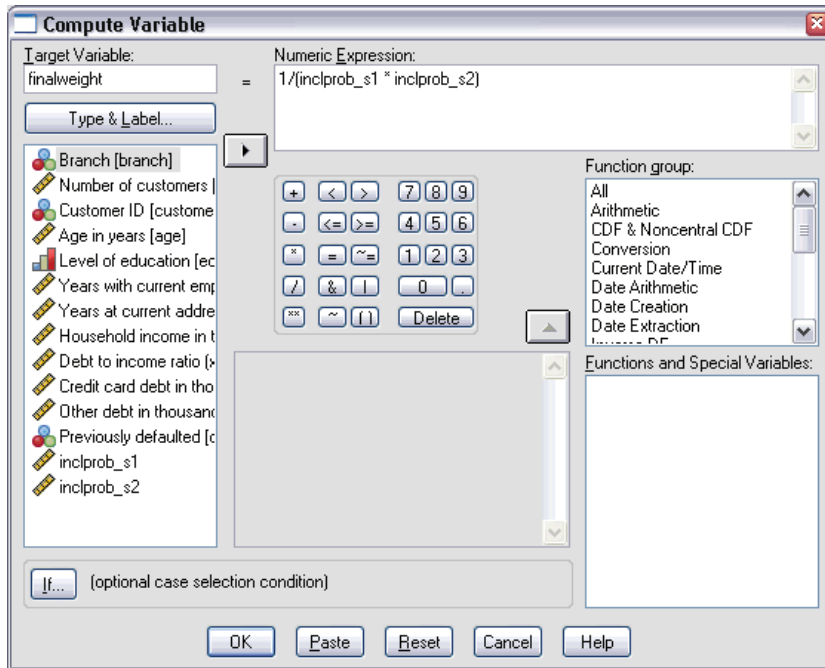 Compute Variable
Target Variable:
finalweight
=
Numeric Expression:
1/(inclprob_s1 * inclprob_s2)
Type & Label...
Branch [branch]
Number of customers [
Customer ID [custome
Age in years [age]
Level of education [ec
Years with current emp
Years at current addre
Household income in t
Debt to income ratio (x
Credit card debt in tho
Other debt in thousand
Previously defaulted [c
inclprob_s1
inclprob_s2
+ < > 7 8 9
- <= >= 4 5 6
* = ~= 1 2 3
/ & | 0 .
** ~ ( ) Delete
Function group:
All
Arithmetic
CDF & Noncentral CDF
Conversion
Current Date/Time
Date Arithmetic
Date Creation
Date Extraction
Inverse DF
Functions and Special Variables:
If...
(optional case selection condition)
OK
Paste
Reset
Cancel
Help